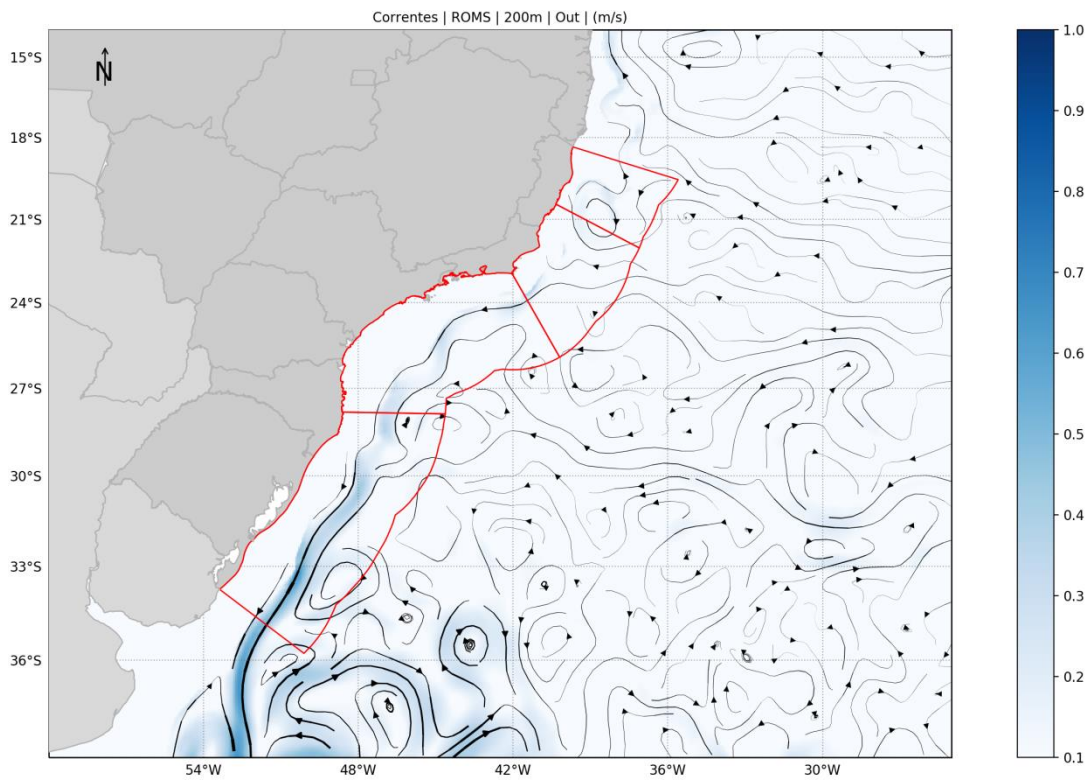 Correntes | ROMS | 200m | Out | (m/s)
N
15°S
18°S
21°S
24°S
27°S
30°S
33°S
36°S
54°W
48°W
42°W
36°W
30°W
1.0
0.9
0.8
0.7
0.6
0.5
0.4
0.3
0.2
0.1